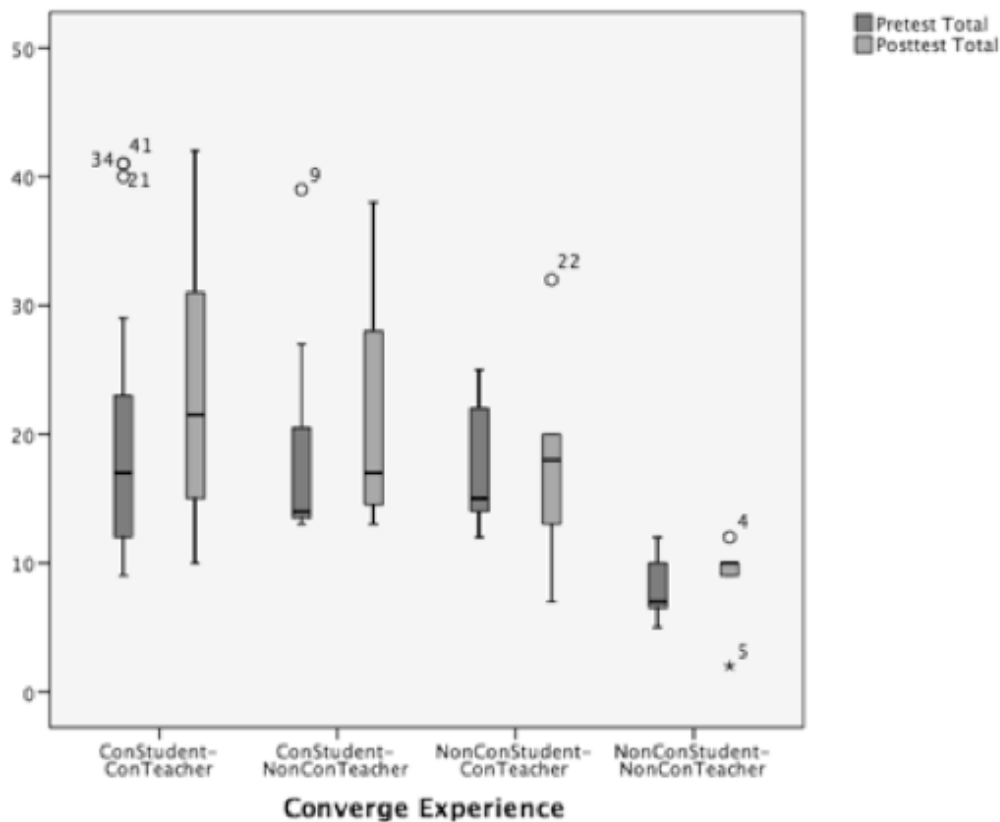 Pretest Total
Posttest Total
50
40
30
20
10
0
34
41
21
9
22
4
5
ConStudent-
ConTeacher
ConStudent-
NonConTeacher
NonConStudent-
ConTeacher
NonConStudent-
NonConTeacher
Converge Experience